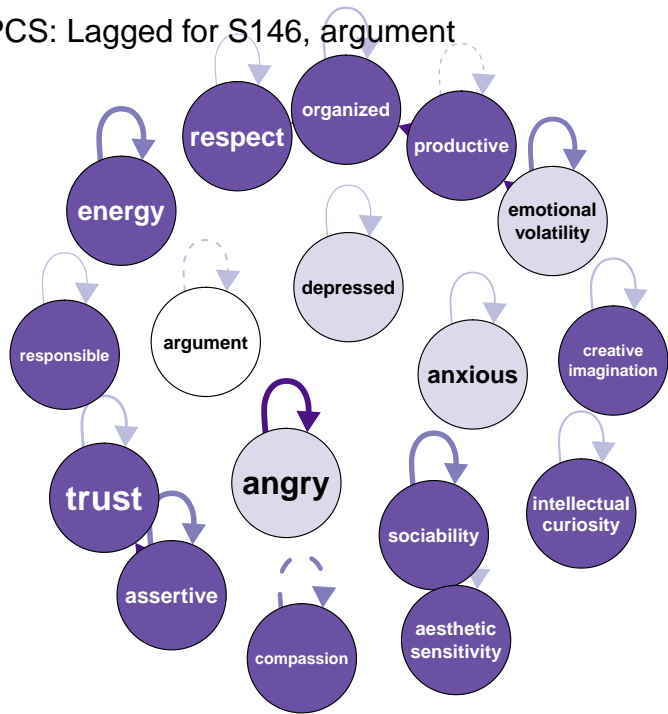 PCS: Lagged for S146, argument
organized
respect
productive
energy
emotional
volatility
depressed
argument
responsible
anxious
creative
imagination
angry
trust
intellectual
curiosity
sociability
assertive
aesthetic
sensitivity
compassion